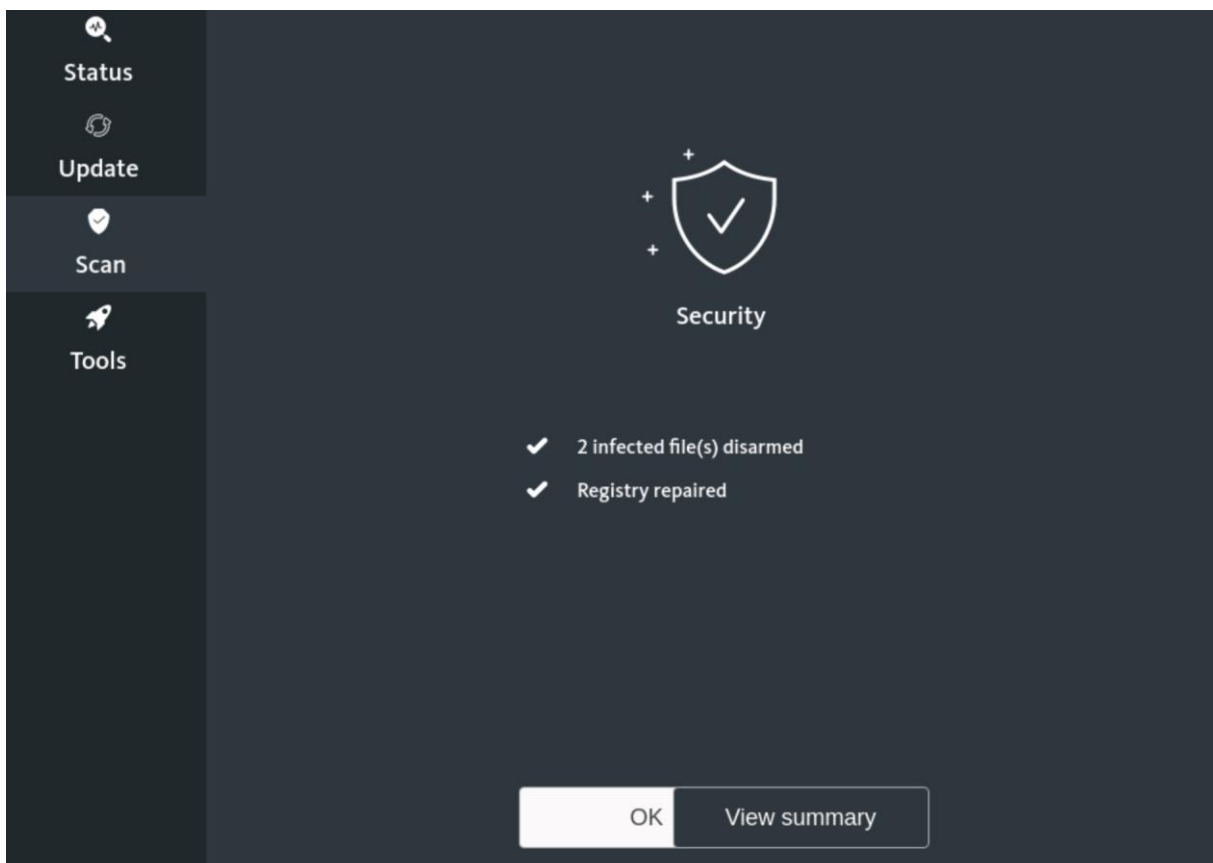 Status
Update
Scan
Tools
Security
2 infected file(s) disarmed
Registry repaired
OK
View summary